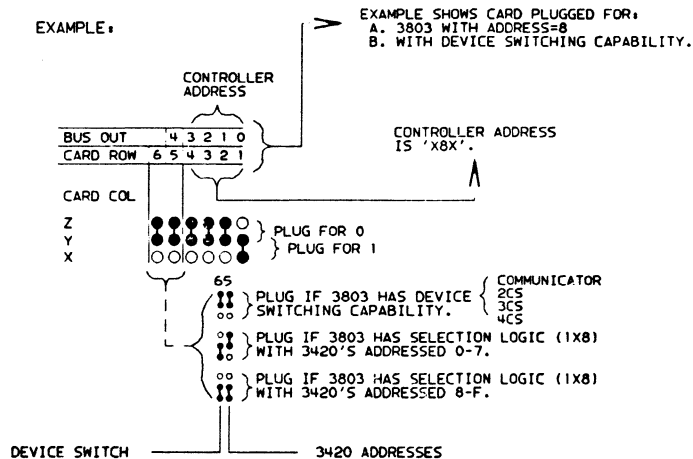 EXAMPLE:
EXAMPLE SHOWS CARD PLUGGED FOR:
A. 3803 WITH ADDRESS=8
B. WITH DEVICE SWITCHING CAPABILITY.
CONTROLLER
ADDRESS
BUS OUT 4 3 2 1 0
CARD ROW 6 5 4 3 2 1
CONTROLLER ADDRESS
IS 'X8X'.
CARD COL
Z
Y
X
PLUG FOR 0
PLUG FOR 1
65
PLUG IF 3803 HAS DEVICE
SWITCHING CAPABILITY.
COMMUNICATOR
2CS
3CS
4CS
PLUG IF 3803 HAS SELECTION LOGIC (1X8)
WITH 3420'S ADDRESSED 0-7.
PLUG IF 3803 HAS SELECTION LOGIC (1X8)
WITH 3420'S ADDRESSED 8-F.
DEVICE SWITCH
3420 ADDRESSES